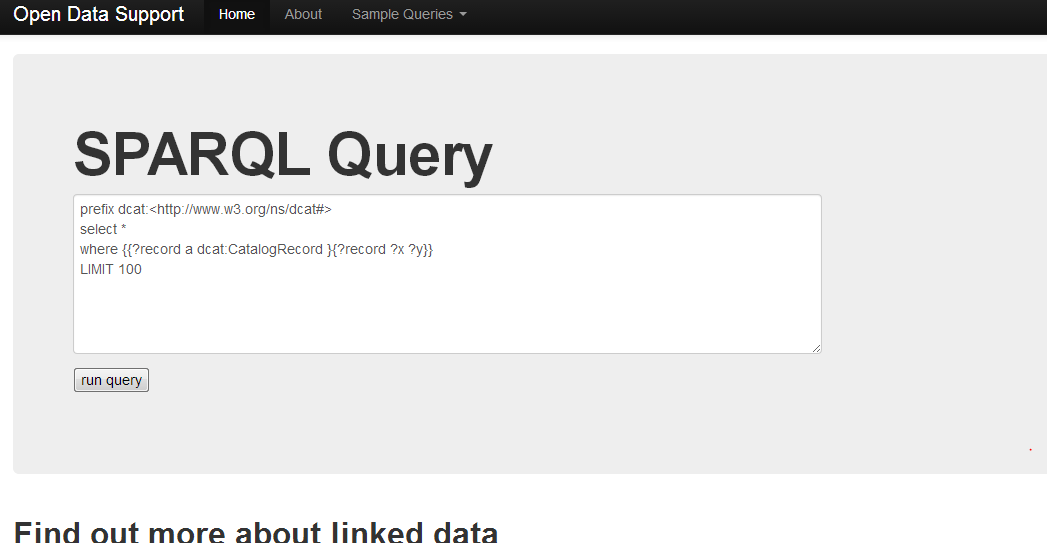 Open Data Support Home About Sample Queries
SPARQL Query
prefix dcat:<http://www.w3.org/ns/dcat#>
select *
where {{?record a dcat:CatalogRecord }{?record ?x ?y}}
LIMIT 100
run query
Find out more about linked data